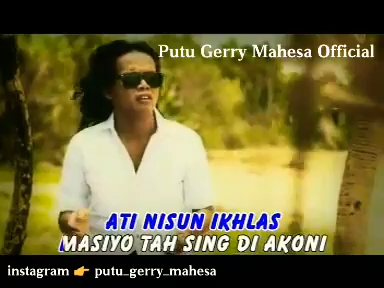 Putu Gerry Mahesa Official
ATI NISUN IKHLAS
MASIYO TAH SING DI AKONI
instagram 👉 putu_gerry_mahesa